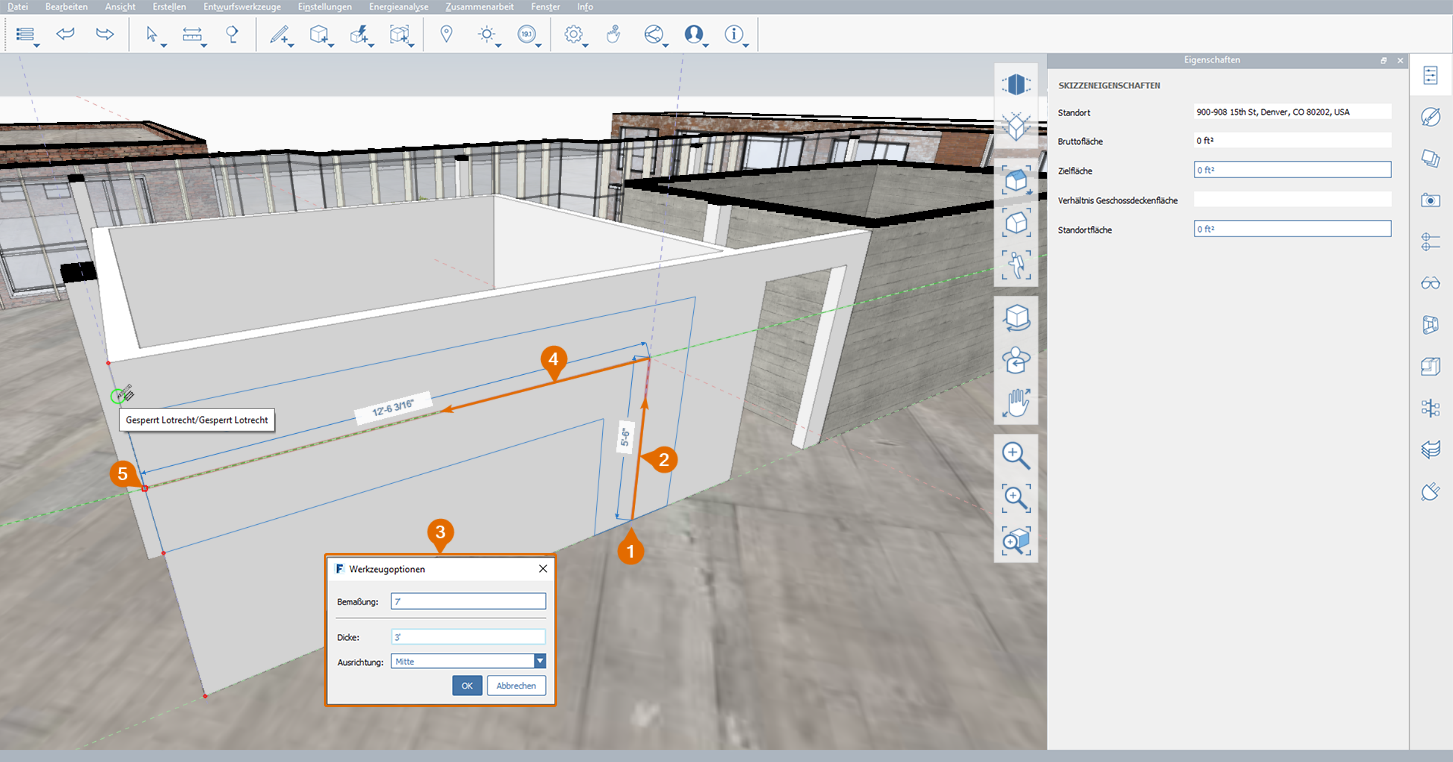 Datei Bearbeiten Ansicht Erstellen Entwurfswerkzeuge Einstellungen Energieanalyse Zusammenarbeit Fenster Info
19.1
Eigenschaften
SKIZZENEIGENSCHAFTEN
Standort 900-908 15th St, Denver, CO 80202, USA
Bruttofläche 0 ft²
Zielfläche 0 ft²
Verhältnis Geschossdeckenfläche
Standortfläche 0 ft²
4
12'-6 3/16"
Gesperrt Lotrecht/Gesperrt Lotrecht
5'-6"
2
5
3
1
F Werkzeugoptionen
Bemaßung: 7'
Dicke: 3'
Ausrichtung: Mitte
OK Abbrechen